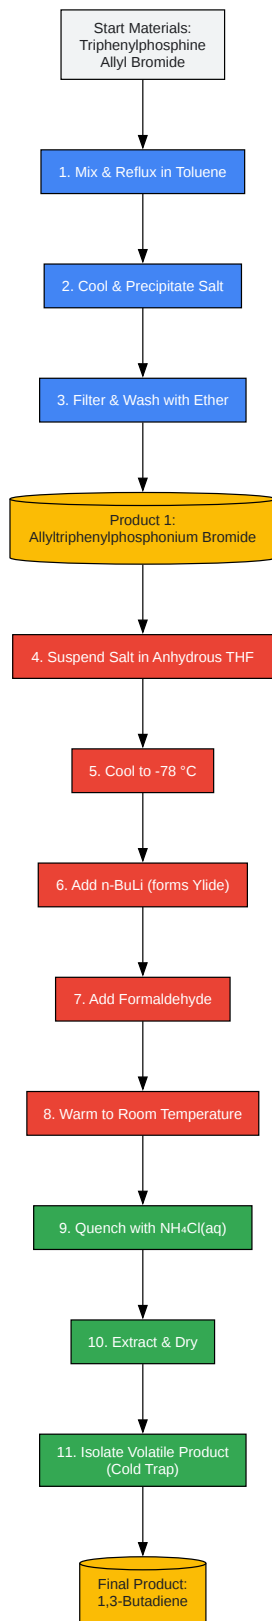 Start Materials:
Triphenylphosphine
Allyl Bromide
1. Mix & Reflux in Toluene
2. Cool & Precipitate Salt
3. Filter & Wash with Ether
Product 1:
Allyltriphenylphosphonium Bromide
4. Suspend Salt in Anhydrous THF
5. Cool to -78 °C
6. Add n-BuLi (forms Ylide)
7. Add Formaldehyde
8. Warm to Room Temperature
9. Quench with NH₄Cl(aq)
10. Extract & Dry
11. Isolate Volatile Product
(Cold Trap)
Final Product:
1,3-Butadiene